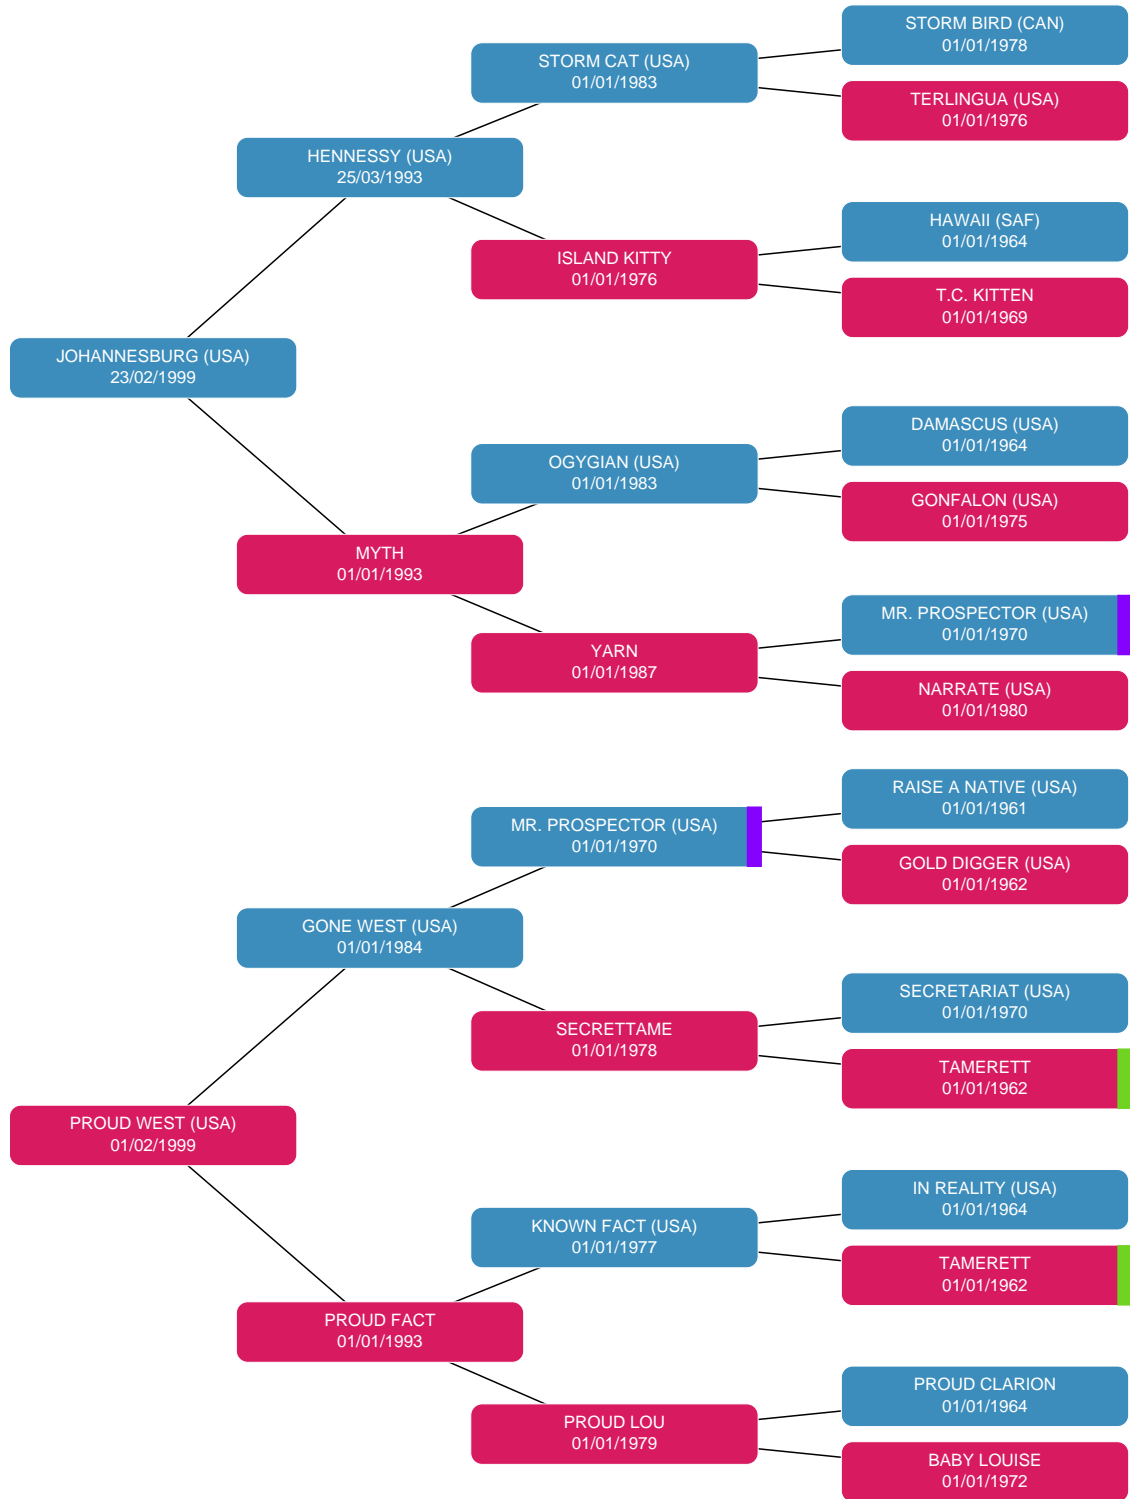 STORM BIRD (CAN)
01/01/1978
STORM CAT (USA)
01/01/1983
TERLINGUA (USA)
01/01/1976
HENNESSY (USA)
25/03/1993
HAWAII (SAF)
01/01/1964
ISLAND KITTY
01/01/1976
T.C. KITTEN
01/01/1969
JOHANNESBURG (USA)
23/02/1999
DAMASCUS (USA)
01/01/1964
OGYGIAN (USA)
01/01/1983
GONFALON (USA)
01/01/1975
MYTH
01/01/1993
MR. PROSPECTOR (USA)
01/01/1970
YARN
01/01/1987
NARRATE (USA)
01/01/1980
RAISE A NATIVE (USA)
01/01/1961
MR. PROSPECTOR (USA)
01/01/1970
GOLD DIGGER (USA)
01/01/1962
GONE WEST (USA)
01/01/1984
SECRETARIAT (USA)
01/01/1970
SECRETTAME
01/01/1978
TAMERETT
01/01/1962
PROUD WEST (USA)
01/02/1999
IN REALITY (USA)
01/01/1964
KNOWN FACT (USA)
01/01/1977
TAMERETT
01/01/1962
PROUD FACT
01/01/1993
PROUD CLARION
01/01/1964
PROUD LOU
01/01/1979
BABY LOUISE
01/01/1972